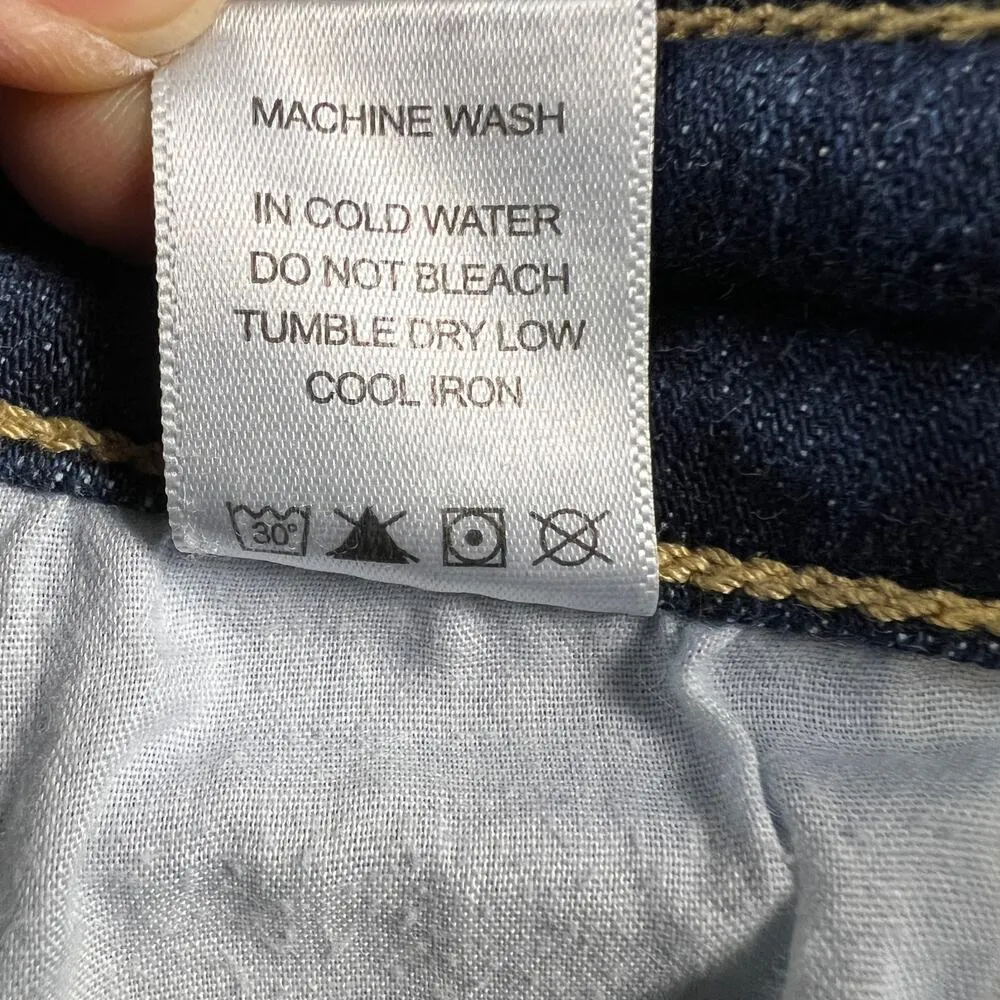 MACHINE WASH
IN COLD WATER
DO NOT BLEACH
TUMBLE DRY LOW
COOL IRON
30°